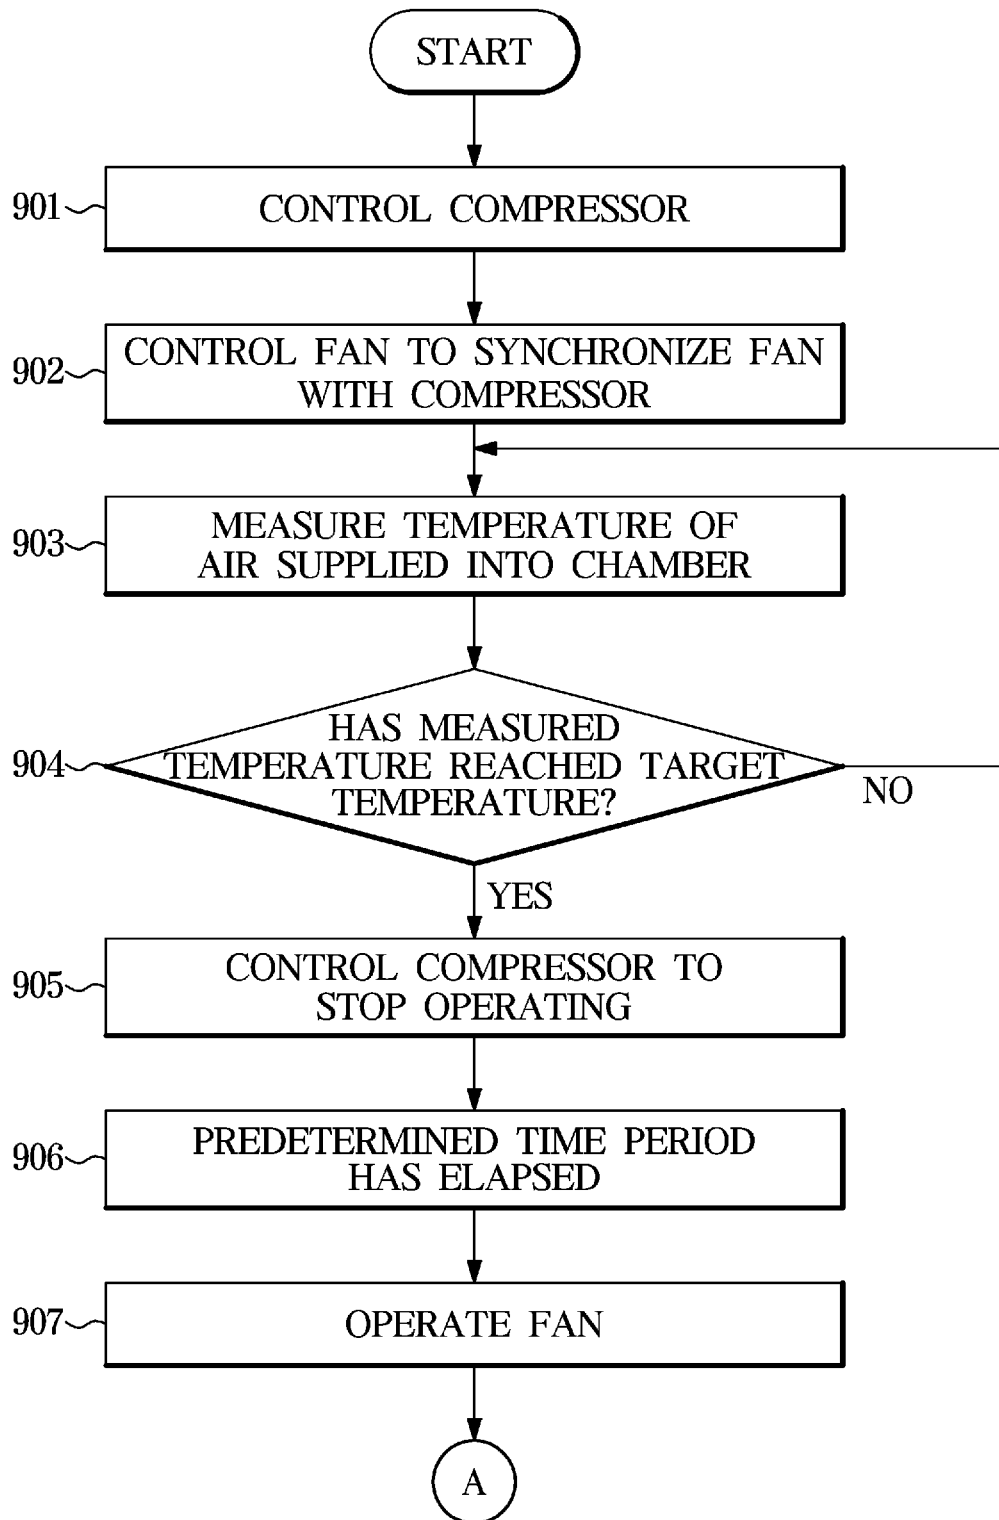 START
901
CONTROL COMPRESSOR
902
CONTROL FAN TO SYNCHRONIZE FAN
WITH COMPRESSOR
903
MEASURE TEMPERATURE OF
AIR SUPPLIED INTO CHAMBER
904
HAS MEASURED
TEMPERATURE REACHED TARGET
TEMPERATURE?
NO
YES
905
CONTROL COMPRESSOR TO
STOP OPERATING
906
PREDETERMINED TIME PERIOD
HAS ELAPSED
907
OPERATE FAN
A